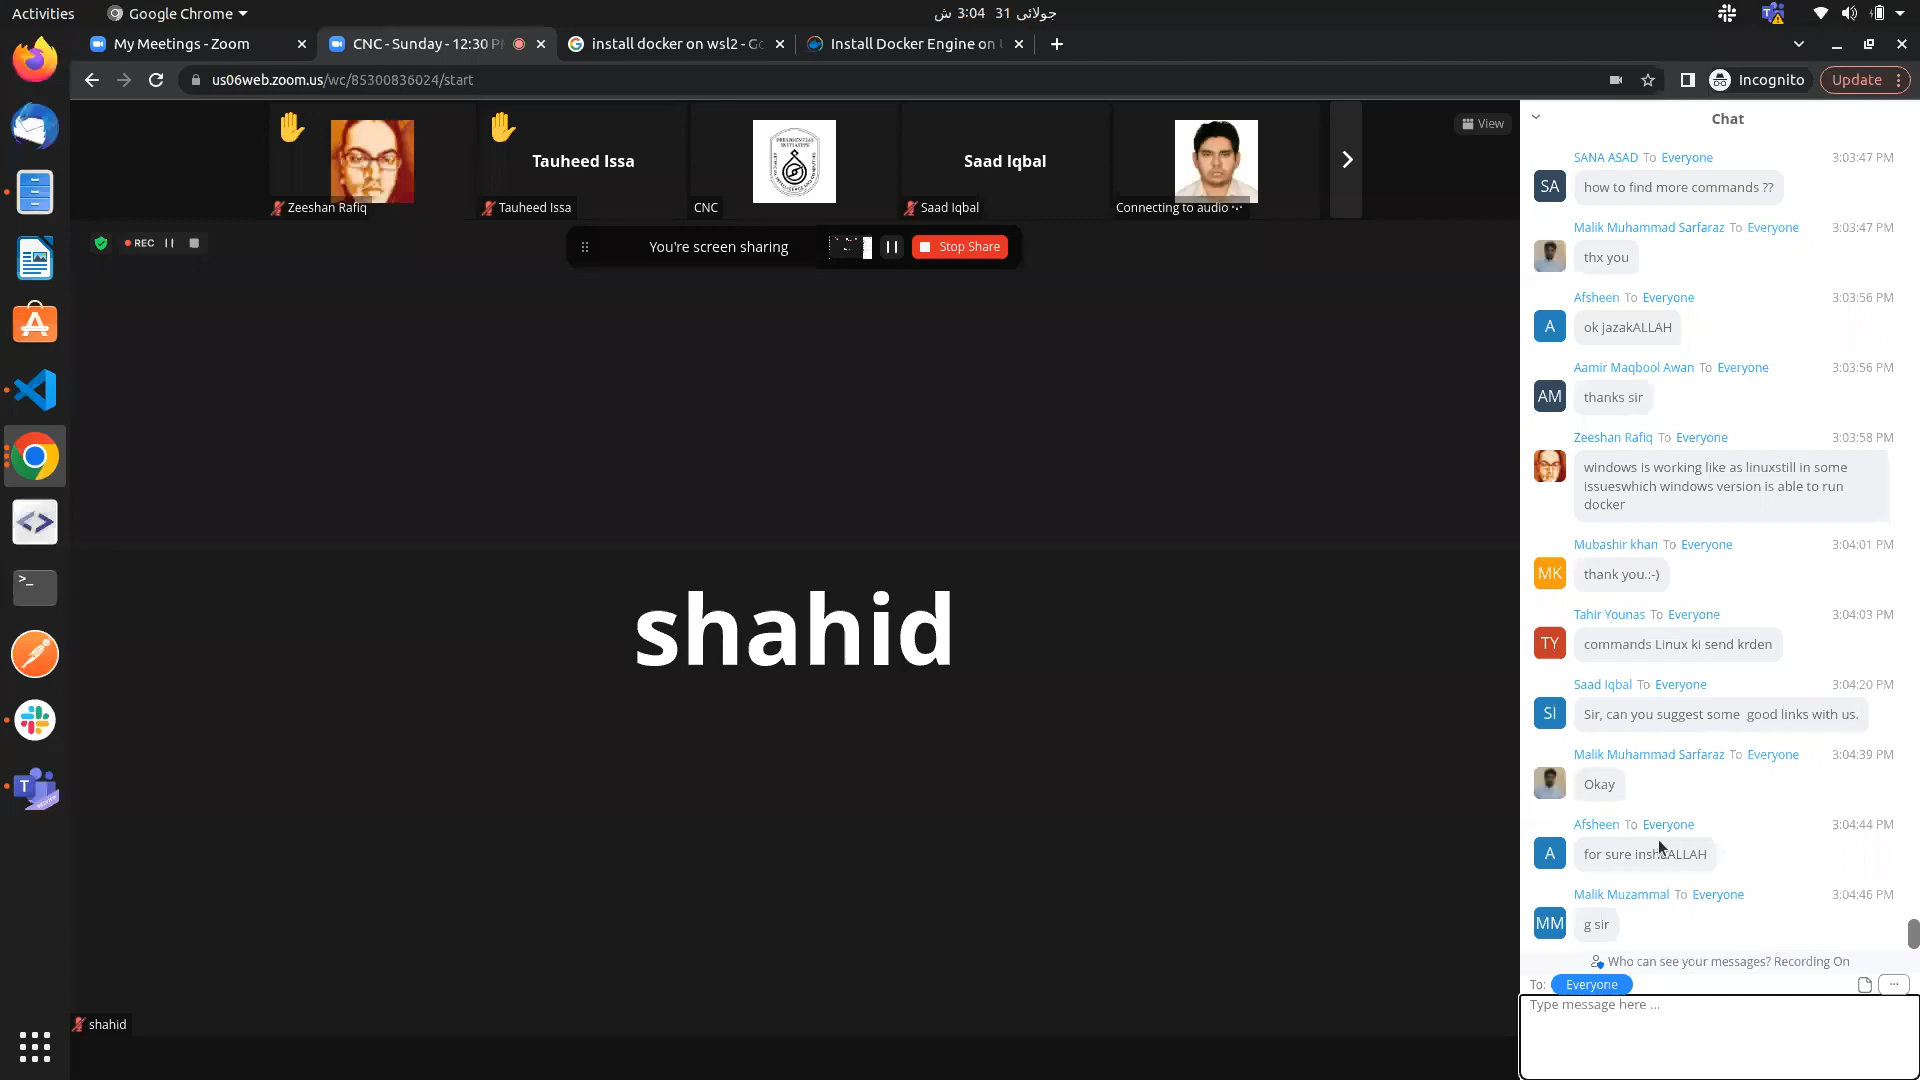 Activities
Google Chrome
جولائی 31 3:04 ش
My Meetings - Zoom
CNC - Sunday - 12:30 P
install docker on wsl2 - Go
Install Docker Engine on
us06web.zoom.us/wc/85300836024/start
Incognito
Update
Tauheed Issa
Saad Iqbal
View
Zeeshan Rafiq
Tauheed Issa
CNC
Saad Iqbal
Connecting to audio ···
REC
You're screen sharing
Stop Share
shahid
shahid
Chat
SANA ASAD To Everyone 3:03:47 PM
SA
how to find more commands ??
Malik Muhammad Sarfaraz To Everyone 3:03:47 PM
thx you
Afsheen To Everyone 3:03:56 PM
A
ok jazakALLAH
Aamir Maqbool Awan To Everyone 3:03:56 PM
AM
thanks sir
Zeeshan Rafiq To Everyone 3:03:58 PM
windows is working like as linuxstill in some
issueswhich windows version is able to run
docker
Mubashir khan To Everyone 3:04:01 PM
MK
thank you.:-)
Tahir Younas To Everyone 3:04:03 PM
TY
commands Linux ki send krden
Saad Iqbal To Everyone 3:04:20 PM
SI
Sir, can you suggest some good links with us.
Malik Muhammad Sarfaraz To Everyone 3:04:39 PM
Okay
Afsheen To Everyone 3:04:44 PM
A
for sure
Malik Muzammal To Everyone 3:04:46 PM
MM
g sir
Who can see your messages? Recording On
To: Everyone
Type message here ...